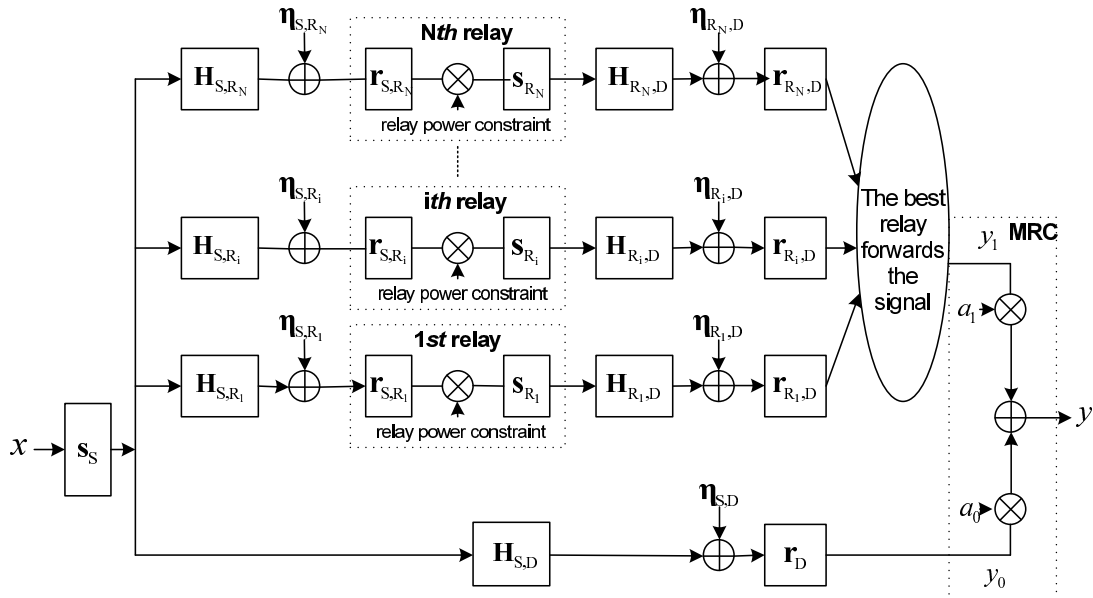 η_{S,R_N}
Nth relay
η_{R_N,D}
H_{S,R_N}
r_{S,R_N}
s_{R_N}
H_{R_N,D}
r_{R_N,D}
relay power constraint
η_{S,R_i}
ith relay
η_{R_i,D}
H_{S,R_i}
r_{S,R_i}
s_{R_i}
H_{R_i,D}
r_{R_i,D}
relay power constraint
The best
relay
forwards
the
signal
y_1
MRC
a_1
η_{S,R_1}
1st relay
η_{R_1,D}
H_{S,R_1}
r_{S,R_1}
s_{R_1}
H_{R_1,D}
r_{R_1,D}
relay power constraint
x
s_S
y
η_{S,D}
a_0
H_{S,D}
r_D
y_0